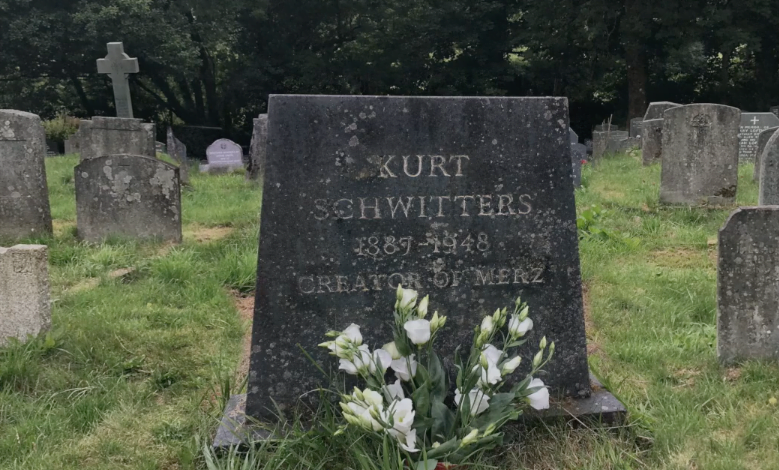 KURT
SCHWITTERS
1887–1948
CREATOR OF MERZ